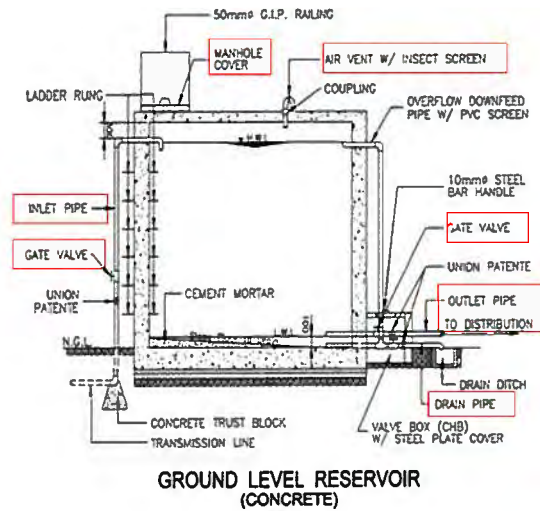 50mmø G.I.P. RAILING
MANHOLE
COVER
AIR VENT W/ INSECT SCREEN
LADDER RUNG
COUPLING
OVERFLOW DOWNFEED
PIPE W/ PVC SCREEN
10mmø STEEL
BAR HANDLE
INLET PIPE
GATE VALVE
GATE VALVE
UNION PATENTE
UNION
PATENTE
CEMENT MORTAR
OUTLET PIPE
TO DISTRIBUTION
N.G.L.
L.W.L
DRAIN DITCH
DRAIN PIPE
CONCRETE TRUST BLOCK
TRANSMISSION LINE
VALVE BOX (CHB)
W/ STEEL PLATE COVER
GROUND LEVEL RESERVOIR
(CONCRETE)